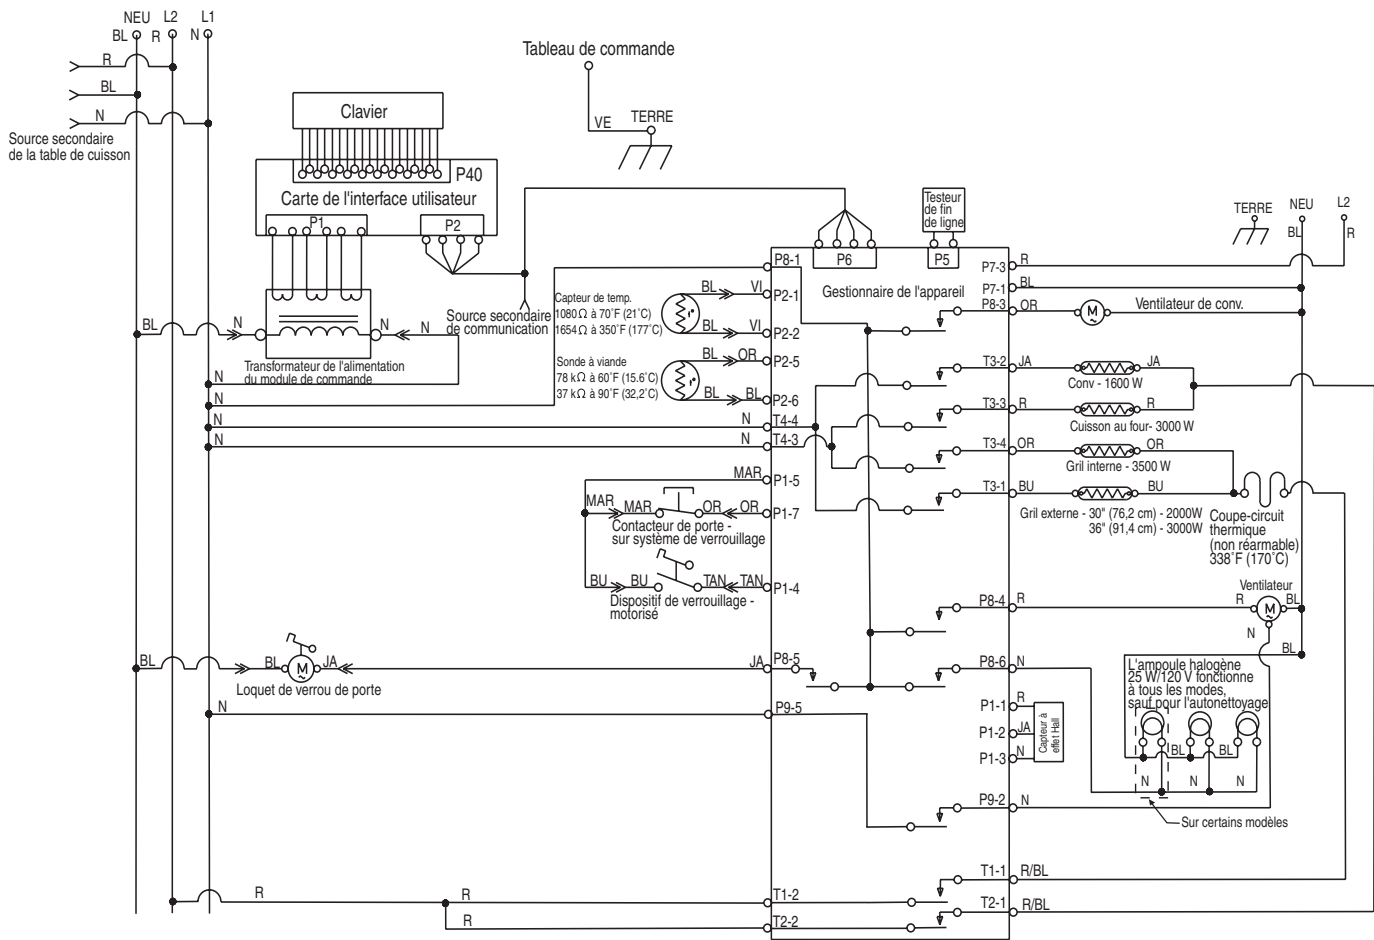 NEU L2 L1
BL R N
R
BL
N
Source secondaire
de la table de cuisson
Tableau de commande
VE
TERRE
Clavier
P40
Carte de l'interface utilisateur
P1
P2
BL N N N
Transformateur de l'alimentation
du module de commande
Source secondaire
de communication
Capteur de temp.
1080 Ω à 70˚F (21˚C)
1654 Ω à 350˚F (177˚C)
BL VI
BL VI
Sonde à viande
78 kΩ à 60˚F (15.6˚C)
37 kΩ à 90˚F (32,2˚C)
BL OR
BL BL
N
N N
N N
MAR
MAR MAR OR OR
Contacteur de porte -
sur système de verrouillage
BU BU TAN TAN
Dispositif de verrouillage -
motorisé
BL BL M JA JA
Loquet de verrou de porte
N
R R
R
P8-1
P2-1
P2-2
P2-5
P2-6
T4-4
T4-3
P1-5
P1-7
P1-4
P8-5
P9-5
T1-2
T2-2
P6
Testeur
de fin
de ligne
P5
Gestionnaire de l'appareil
P7-3 R
P7-1 BL
P8-3 OR M Ventilateur de conv.
T3-2 JA JA
Conv - 1600 W
T3-3 R R
Cuisson au four- 3000 W
T3-4 OR OR
Gril interne - 3500 W
T3-1 BU BU
Gril externe - 30" (76,2 cm) - 2000W
36" (91,4 cm) - 3000W
Coupe-circuit
thermique
(non réarmable)
338˚F (170˚C)
TERRE NEU L2
BL R
Ventilateur
P8-4 R R M BL
N
BL
P8-6 N
L'ampoule halogène
25 W/120 V fonctionne
à tous les modes,
sauf pour l'autonettoyage
P1-1 R
P1-2 JA
P1-3 N
Capteur à
effet Hall
BL BL
N N N
P9-2 N
Sur certains modèles
T1-1 R/BL
T2-1 R/BL